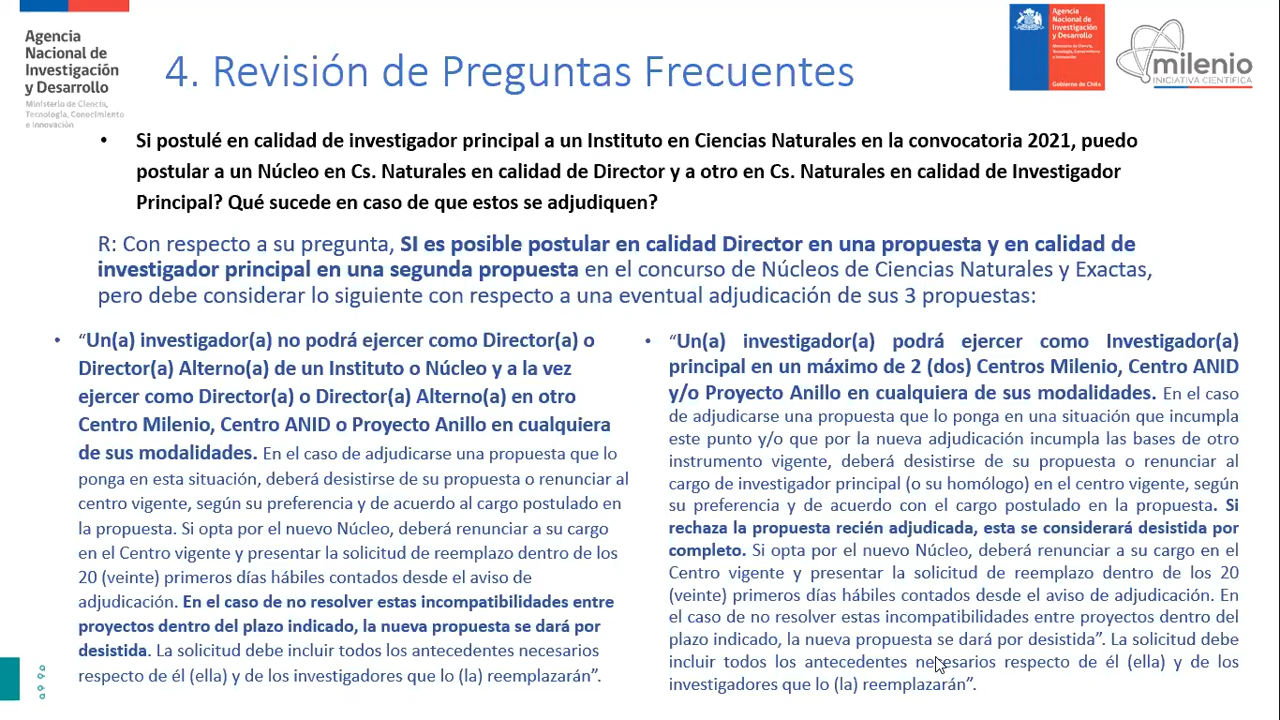 Agencia
Nacional de
Investigación
y Desarrollo
Ministerio de Ciencia,
Tecnología, Conocimiento
e Innovación
4. Revisión de Preguntas Frecuentes
Agencia
Nacional de
Investigación
y Desarrollo
Ministerio de Ciencia,
Tecnología, Conocimiento
e Innovación
Gobierno de Chile
milenio
INICIATIVA CIENTÍFICA
• Si postulé en calidad de investigador principal a un Instituto en Ciencias Naturales en la convocatoria 2021, puedo
postular a un Núcleo en Cs. Naturales en calidad de Director y a otro en Cs. Naturales en calidad de Investigador
Principal? Qué sucede en caso de que estos se adjudiquen?
R: Con respecto a su pregunta, SI es posible postular en calidad Director en una propuesta y en calidad de
investigador principal en una segunda propuesta en el concurso de Núcleos de Ciencias Naturales y Exactas,
pero debe considerar lo siguiente con respecto a una eventual adjudicación de sus 3 propuestas:
• “Un(a) investigador(a) no podrá ejercer como Director(a) o
Director(a) Alterno(a) de un Instituto o Núcleo y a la vez
ejercer como Director(a) o Director(a) Alterno(a) en otro
Centro Milenio, Centro ANID o Proyecto Anillo en cualquiera
de sus modalidades. En el caso de adjudicarse una propuesta que lo
ponga en esta situación, deberá desistirse de su propuesta o renunciar al
centro vigente, según su preferencia y de acuerdo al cargo postulado en
la propuesta. Si opta por el nuevo Núcleo, deberá renunciar a su cargo
en el Centro vigente y presentar la solicitud de reemplazo dentro de los
20 (veinte) primeros días hábiles contados desde el aviso de
adjudicación. En el caso de no resolver estas incompatibilidades entre
proyectos dentro del plazo indicado, la nueva propuesta se dará por
desistida. La solicitud debe incluir todos los antecedentes necesarios
respecto de él (ella) y de los investigadores que lo (la) reemplazarán”.
• “Un(a) investigador(a) podrá ejercer como Investigador(a)
principal en un máximo de 2 (dos) Centros Milenio, Centro ANID
y/o Proyecto Anillo en cualquiera de sus modalidades. En el caso
de adjudicarse una propuesta que lo ponga en una situación que incumpla
este punto y/o que por la nueva adjudicación incumpla las bases de otro
instrumento vigente, deberá desistirse de su propuesta o renunciar al
cargo de investigador principal (o su homólogo) en el centro vigente, según
su preferencia y de acuerdo con el cargo postulado en la propuesta. Si
rechaza la propuesta recién adjudicada, esta se considerará desistida por
completo. Si opta por el nuevo Núcleo, deberá renunciar a su cargo en el
Centro vigente y presentar la solicitud de reemplazo dentro de los 20
(veinte) primeros días hábiles contados desde el aviso de adjudicación. En
el caso de no resolver estas incompatibilidades entre proyectos dentro del
plazo indicado, la nueva propuesta se dará por desistida”. La solicitud debe
incluir todos los antecedentes necesarios respecto de él (ella) y de los
investigadores que lo (la) reemplazarán”.